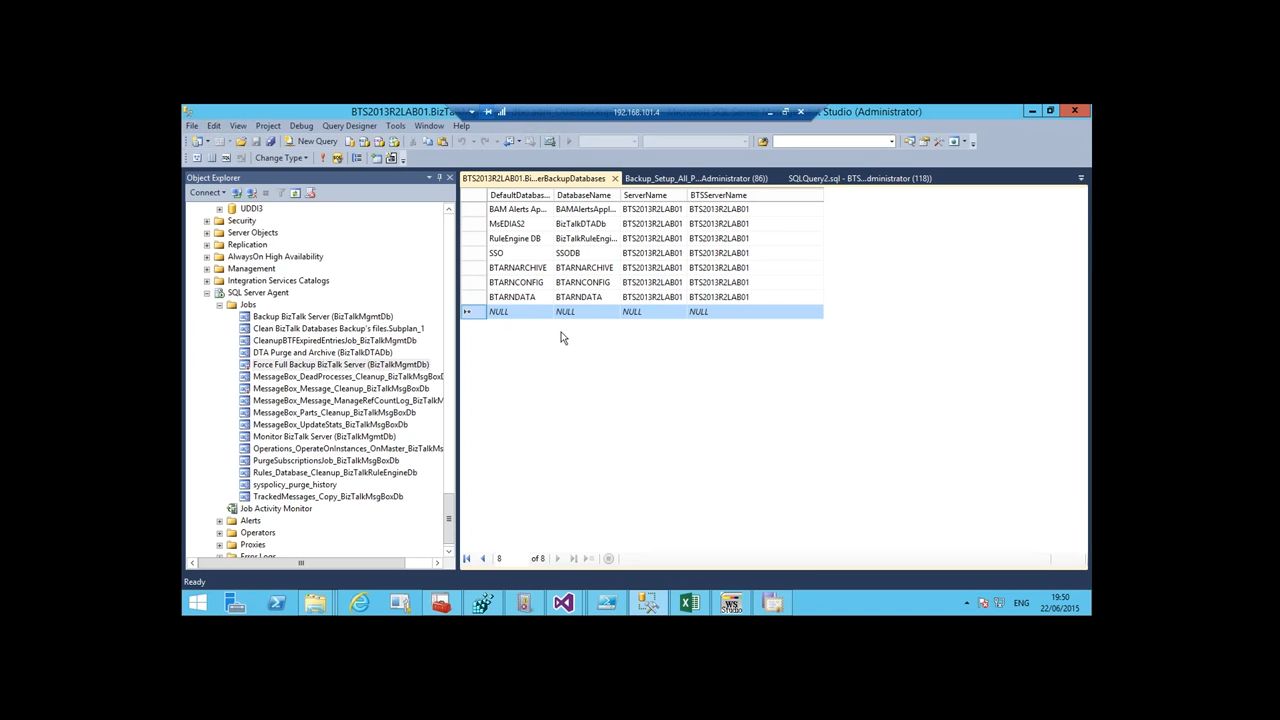 BTS2013R2LAB01.BizTa
192.168.101.4
Studio (Administrator)
File Edit View Project Debug Query Designer Tools Window Help
New Query
Change Type
Object Explorer
BTS2013R2LAB01.Bi...erBackupDatabases
Backup_Setup_All_P...Administrator (86))
SQLQuery2.sql - BTS...dministrator (118))
Connect
UDDI3
Security
Server Objects
Replication
AlwaysOn High Availability
Management
Integration Services Catalogs
SQL Server Agent
Jobs
Backup BizTalk Server (BizTalkMgmtDb)
Clean BizTalk Databases Backup's files.Subplan_1
CleanupBTFExpiredEntriesJob_BizTalkMgmtDb
DTA Purge and Archive (BizTalkDTADb)
Force Full Backup BizTalk Server (BizTalkMgmtDb)
MessageBox_DeadProcesses_Cleanup_BizTalkMsgBoxD
MessageBox_Message_Cleanup_BizTalkMsgBoxDb
MessageBox_Message_ManageRefCountLog_BizTalkM
MessageBox_Parts_Cleanup_BizTalkMsgBoxDb
MessageBox_UpdateStats_BizTalkMsgBoxDb
Monitor BizTalk Server (BizTalkMgmtDb)
Operations_OperateOnInstances_OnMaster_BizTalkMs
PurgeSubscriptionsJob_BizTalkMsgBoxDb
Rules_Database_Cleanup_BizTalkRuleEngineDb
syspolicy_purge_history
TrackedMessages_Copy_BizTalkMsgBoxDb
Job Activity Monitor
Alerts
Operators
Proxies
Error Logs
DefaultDatabas... DatabaseName ServerName BTSServerName
BAM Alerts Ap... BAMAlertsAppl... BTS2013R2LAB01 BTS2013R2LAB01
MsEDIAS2 BizTalkDTADb BTS2013R2LAB01 BTS2013R2LAB01
RuleEngine DB BizTalkRuleEngi... BTS2013R2LAB01 BTS2013R2LAB01
SSO SSODB BTS2013R2LAB01 BTS2013R2LAB01
BTARNARCHIVE BTARNARCHIVE BTS2013R2LAB01 BTS2013R2LAB01
BTARNCONFIG BTARNCONFIG BTS2013R2LAB01 BTS2013R2LAB01
BTARNDATA BTARNDATA BTS2013R2LAB01 BTS2013R2LAB01
NULL NULL NULL NULL
8 of 8
Ready
WS
Studio
ENG
19:50
22/06/2015